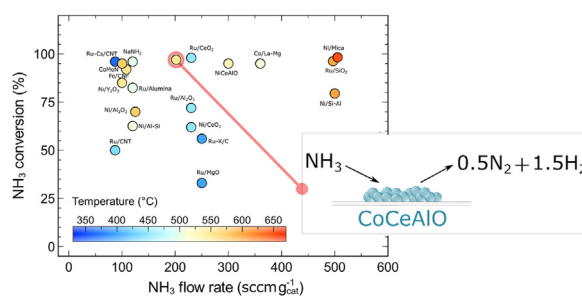 NH₃ conversion (%)
100
75
50
25
0
Ru-Cs/CNT
NaNH₂
CoMoN
Fe/CNF
Ni/Y₂O₃
Ru/Alumina
Ni/Al₂O₃
Ni/Al-Si
Ru/CNT
Ru/CeO₂
NiCeAlO
Co/La-Mg
Ru/Al₂O₃
Ni/CeO₂
Ru-K/C
Ru/MgO
Ni/Mica
Ru/SiO₂
Ni/Si-Al
NH₃
0.5N₂+1.5H₂
CoCeAlO
Temperature (°C)
350 400 450 500 550 600 650
0 100 200 300 400 500 600
NH₃ flow rate (sccm g⁻¹cat)